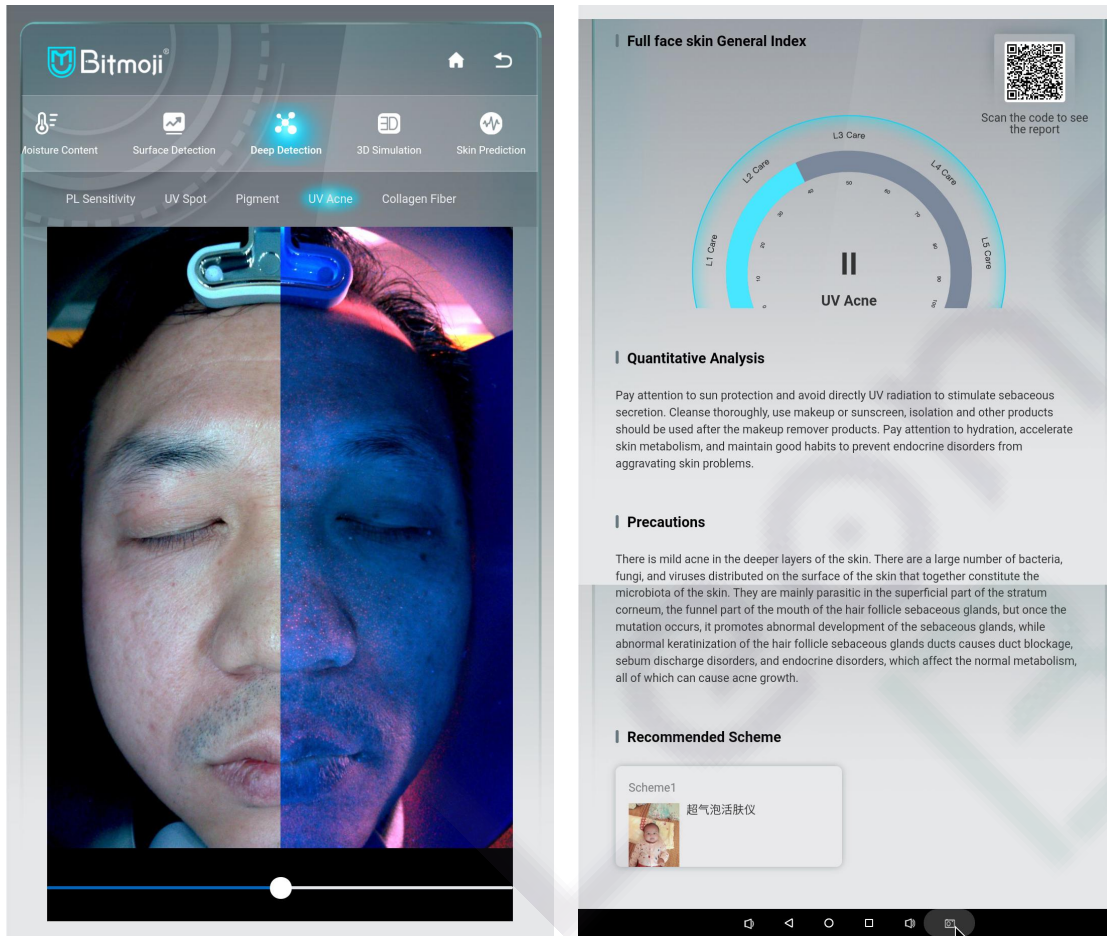 Bitmoji®
Moisture Content
Surface Detection
Deep Detection
3D Simulation
Skin Prediction
PL Sensitivity
UV Spot
Pigment
UV Acne
Collagen Fiber
Full face skin General Index
Scan the code to see
the report
L1 Care
L2 Care
L3 Care
L4 Care
L5 Care
0
10
20
30
40
50
60
70
80
90
100
II
UV Acne
Quantitative Analysis
Pay attention to sun protection and avoid directly UV radiation to stimulate sebaceous
secretion. Cleanse thoroughly, use makeup or sunscreen, isolation and other products
should be used after the makeup remover products. Pay attention to hydration, accelerate
skin metabolism, and maintain good habits to prevent endocrine disorders from
aggravating skin problems.
Precautions
There is mild acne in the deeper layers of the skin. There are a large number of bacteria,
fungi, and viruses distributed on the surface of the skin that together constitute the
microbiota of the skin. They are mainly parasitic in the superficial part of the stratum
corneum, the funnel part of the mouth of the hair follicle sebaceous glands, but once the
mutation occurs, it promotes abnormal development of the sebaceous glands, while
abnormal keratinization of the hair follicle sebaceous glands ducts causes duct blockage,
sebum discharge disorders, and endocrine disorders, which affect the normal metabolism,
all of which can cause acne growth.
Recommended Scheme
Scheme1
超气泡活肤仪